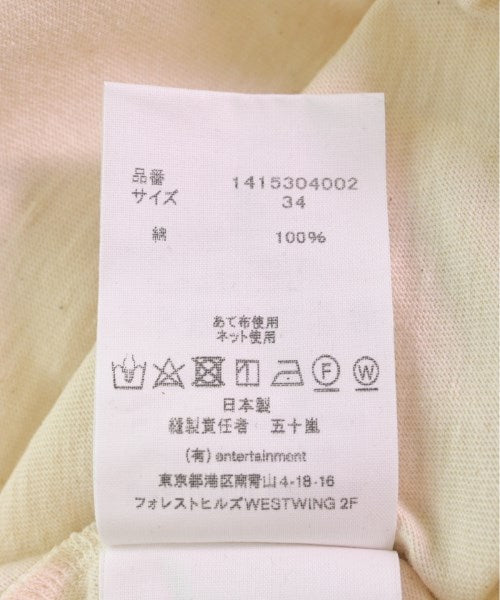 品番 1415304002
サイズ 34
綿 100%
あて布使用
ネット使用
F W
日本製
縫製責任者 五十嵐
(有) entertainment
東京都港区南青山4-18-16
フォレストヒルズWESTWING 2F